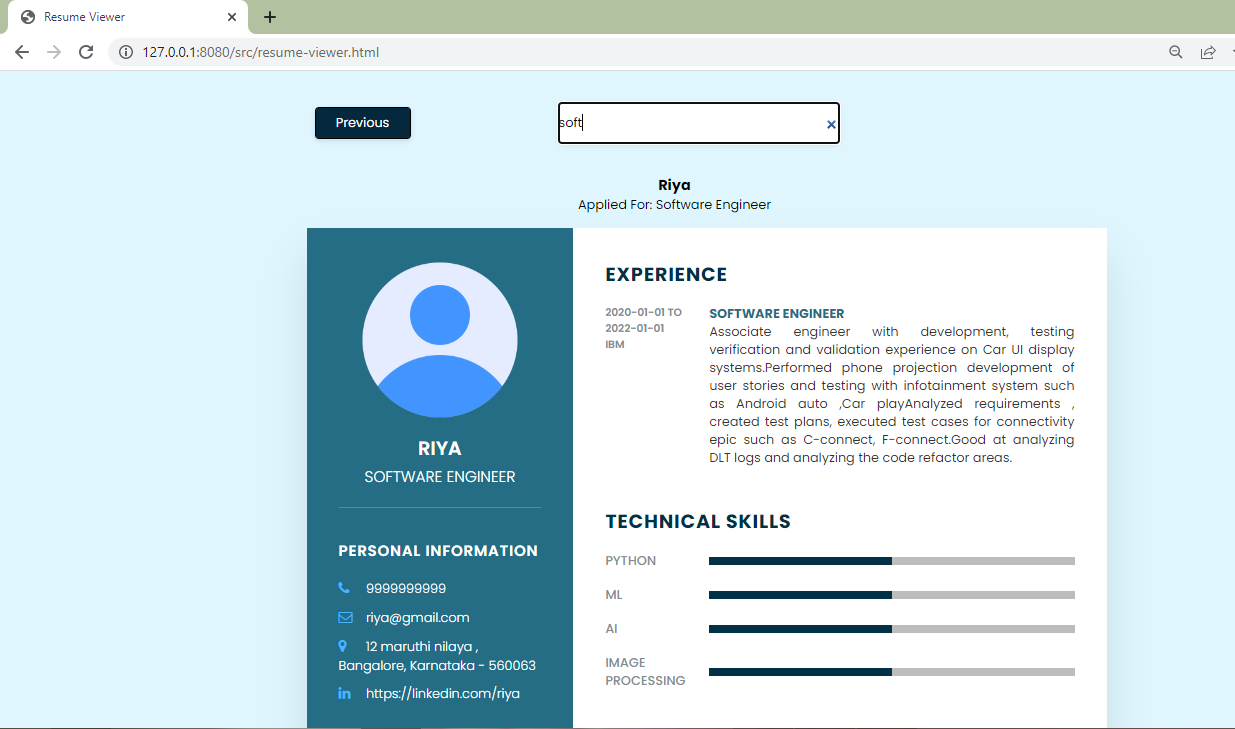 Resume Viewer
127.0.0.1:8080/src/resume-viewer.html
Previous
soft
Riya
Applied For: Software Engineer
RIYA
SOFTWARE ENGINEER
PERSONAL INFORMATION
9999999999
riya@gmail.com
12 maruthi nilaya ,
Bangalore, Karnataka - 560063
https://linkedin.com/riya
EXPERIENCE
2020-01-01 TO
2022-01-01
IBM
SOFTWARE ENGINEER
Associate engineer with development, testing
verification and validation experience on Car UI display
systems.Performed phone projection development of
user stories and testing with infotainment system such
as Android auto ,Car playAnalyzed requirements ,
created test plans, executed test cases for connectivity
epic such as C-connect, F-connect.Good at analyzing
DLT logs and analyzing the code refactor areas.
TECHNICAL SKILLS
PYTHON
ML
AI
IMAGE
PROCESSING